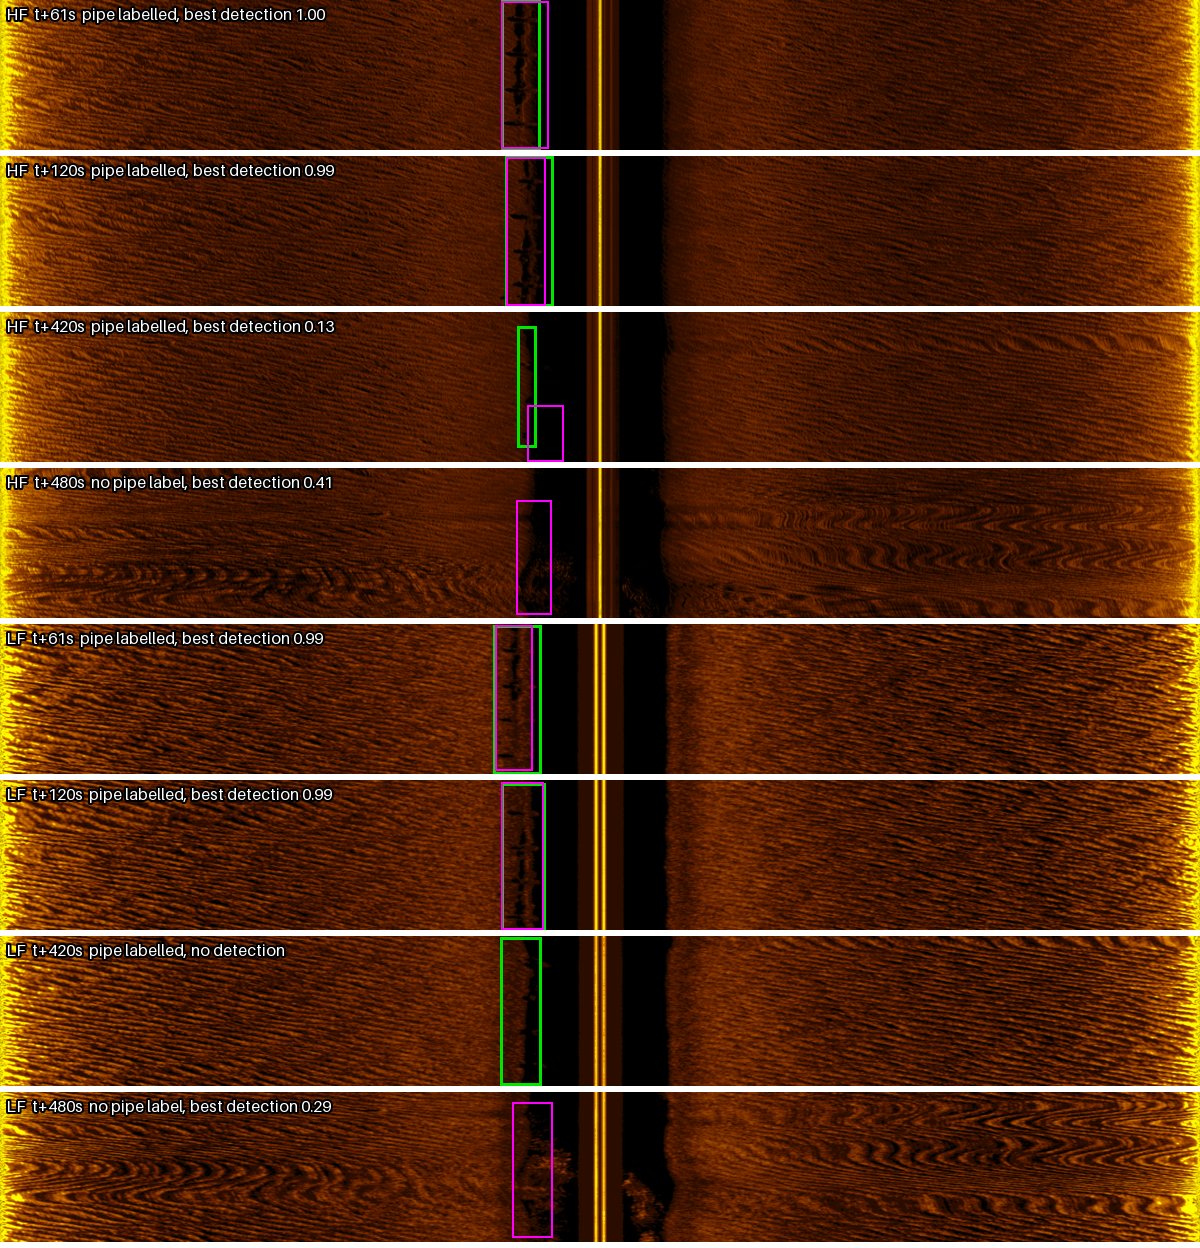 HF t+61s pipe labelled, best detection 1.00
HF t+120s pipe labelled, best detection 0.99
HF t+420s pipe labelled, best detection 0.13
HF t+480s no pipe label, best detection 0.41
LF t+61s pipe labelled, best detection 0.99
LF t+120s pipe labelled, best detection 0.99
LF t+420s pipe labelled, no detection
LF t+480s no pipe label, best detection 0.29